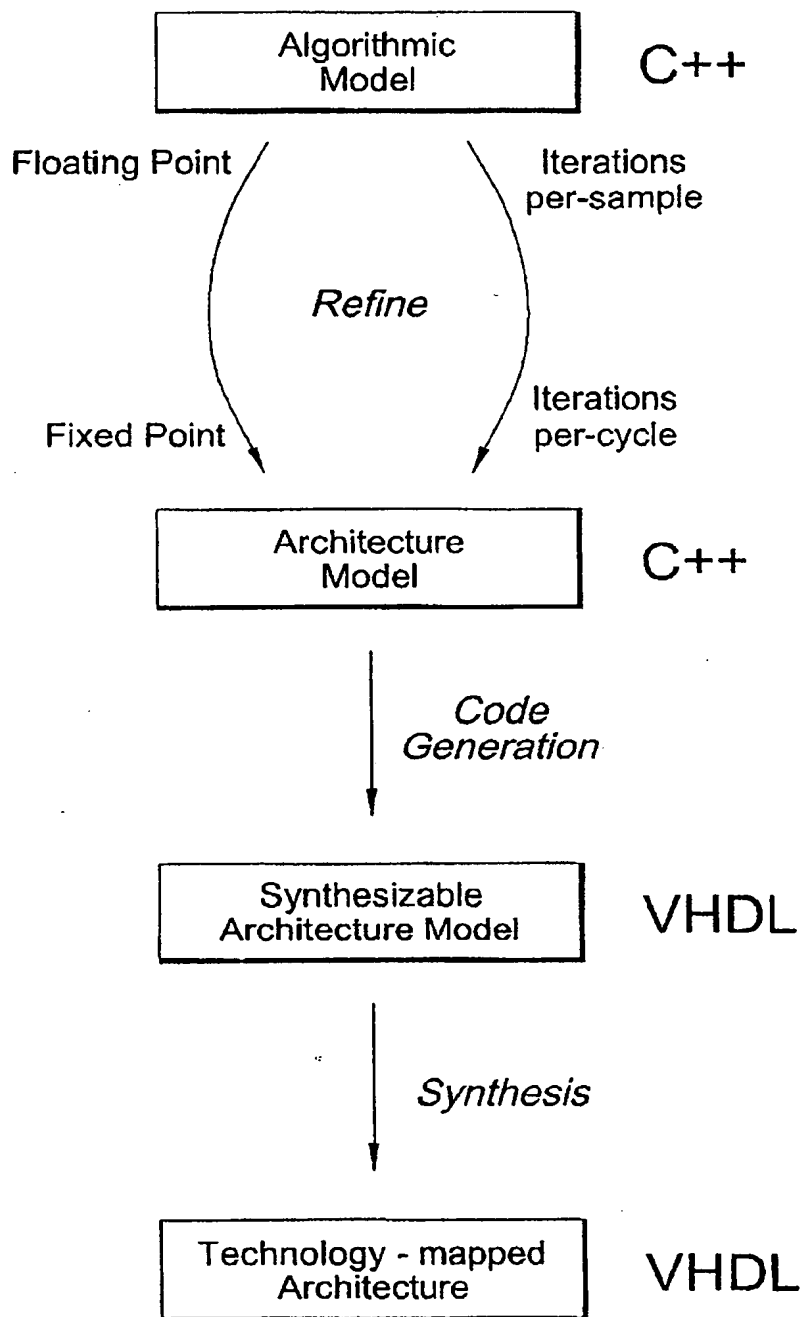 Algorithmic
Model
C++
Floating Point
Iterations
per-sample
Refine
Fixed Point
Iterations
per-cycle
Architecture
Model
C++
Code
Generation
Synthesizable
Architecture Model
VHDL
Synthesis
Technology - mapped
Architecture
VHDL